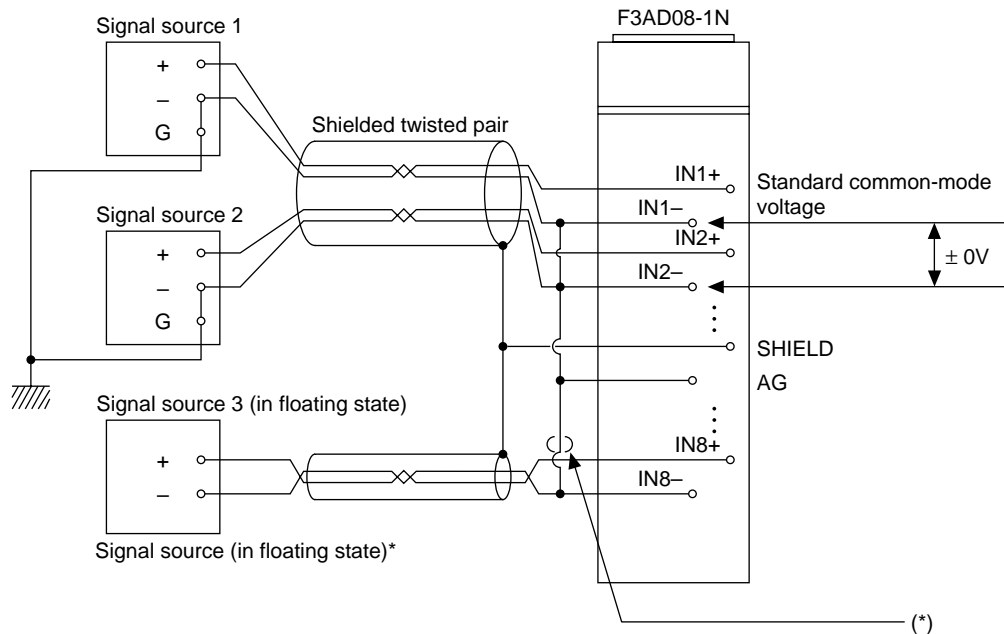 F3AD08-1N
Signal source 1
+
–
G
Shielded twisted pair
IN1+
IN1–
IN2+
IN2–
Standard common-mode
voltage
± 0V
Signal source 2
+
–
G
SHIELD
AG
Signal source 3 (in floating state)
+
–
IN8+
IN8–
Signal source (in floating state)*
(*)